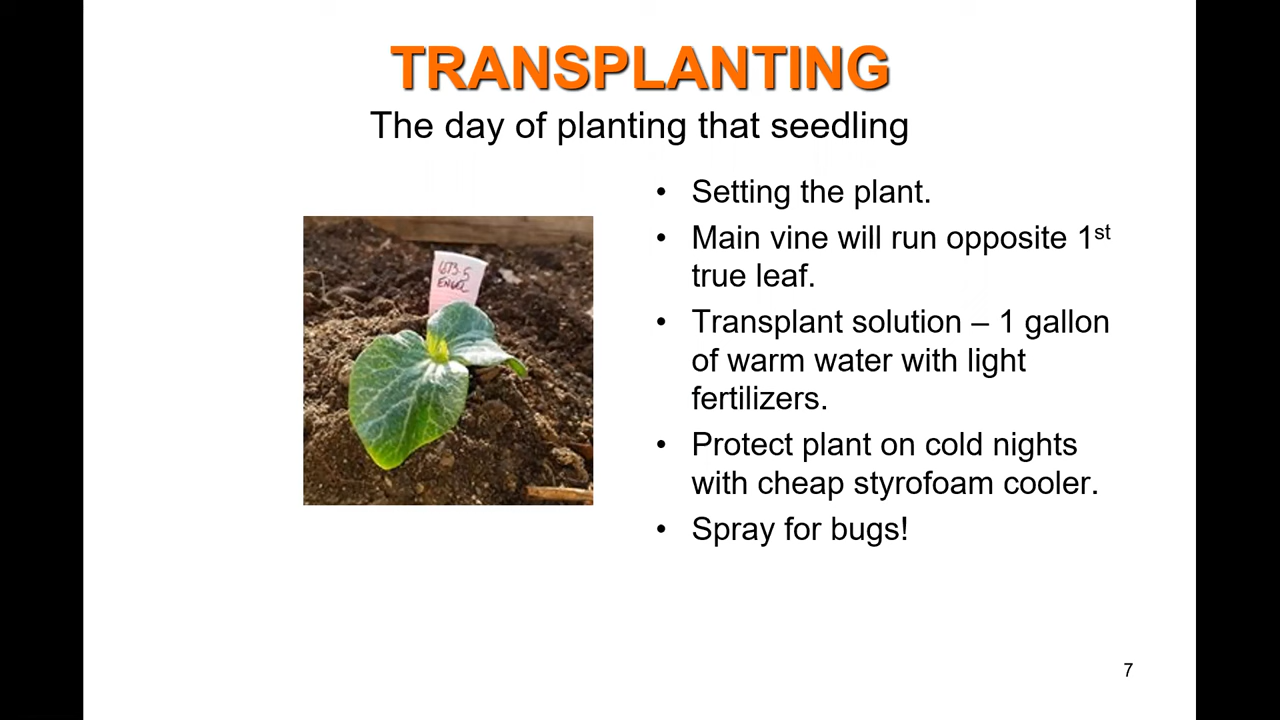 TRANSPLANTING
The day of planting that seedling
• Setting the plant.
• Main vine will run opposite 1st
true leaf.
• Transplant solution – 1 gallon
of warm water with light
fertilizers.
• Protect plant on cold nights
with cheap styrofoam cooler.
• Spray for bugs!
ENGEL
7